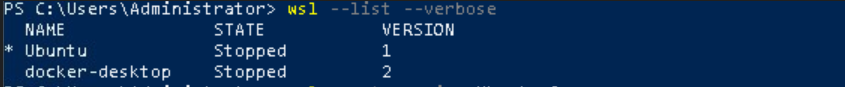 PS C:\Users\Administrator> wsl --list --verbose
NAME STATE VERSION
* Ubuntu Stopped 1
docker-desktop Stopped 2